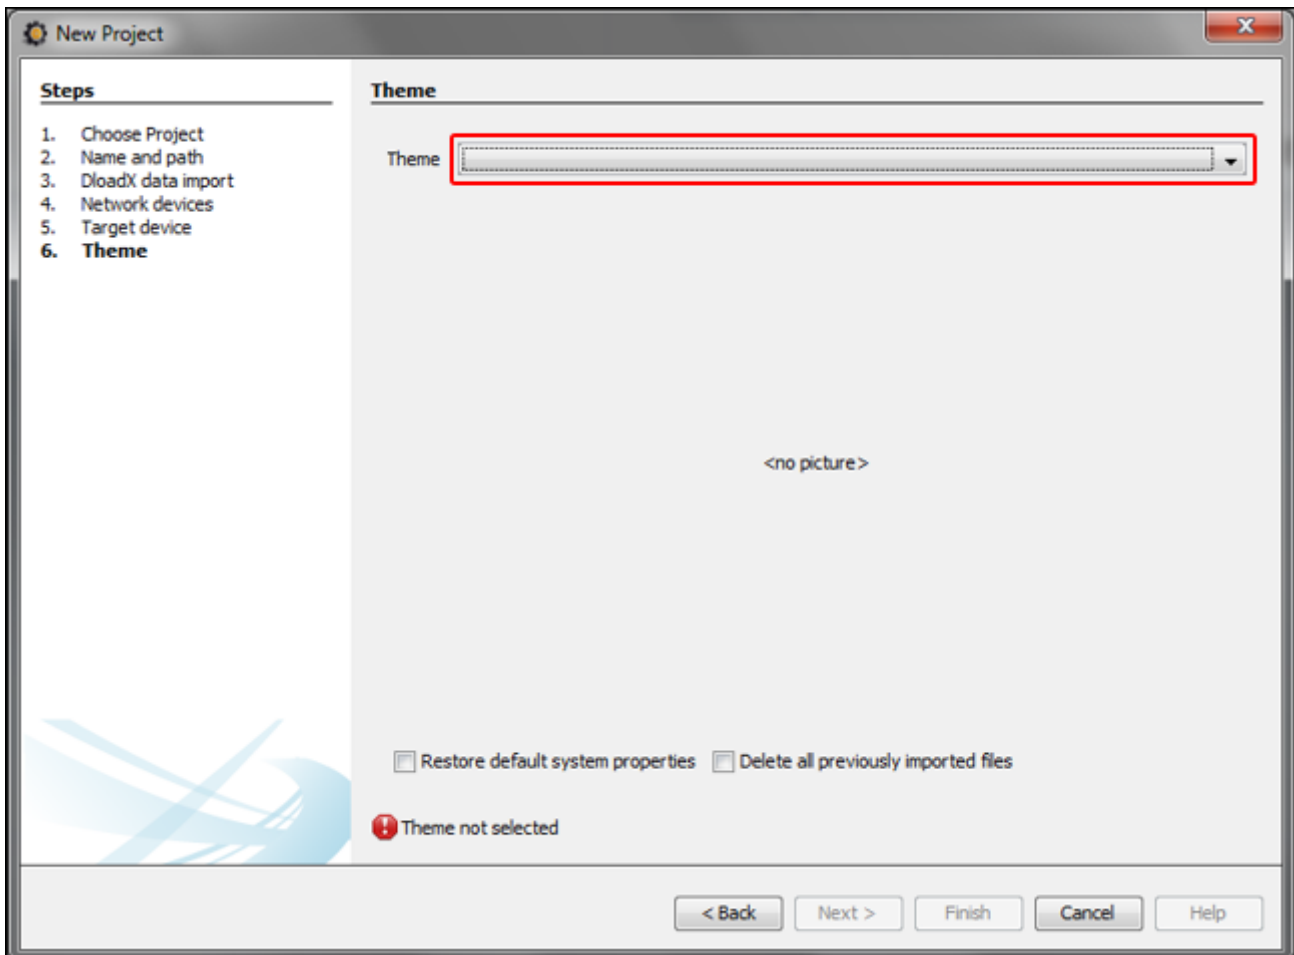 New Project
Steps
1. Choose Project
2. Name and path
3. DloadX data import
4. Network devices
5. Target device
6. Theme
Theme
Theme
<no picture>
Restore default system properties Delete all previously imported files
Theme not selected
< Back Next > Finish Cancel Help